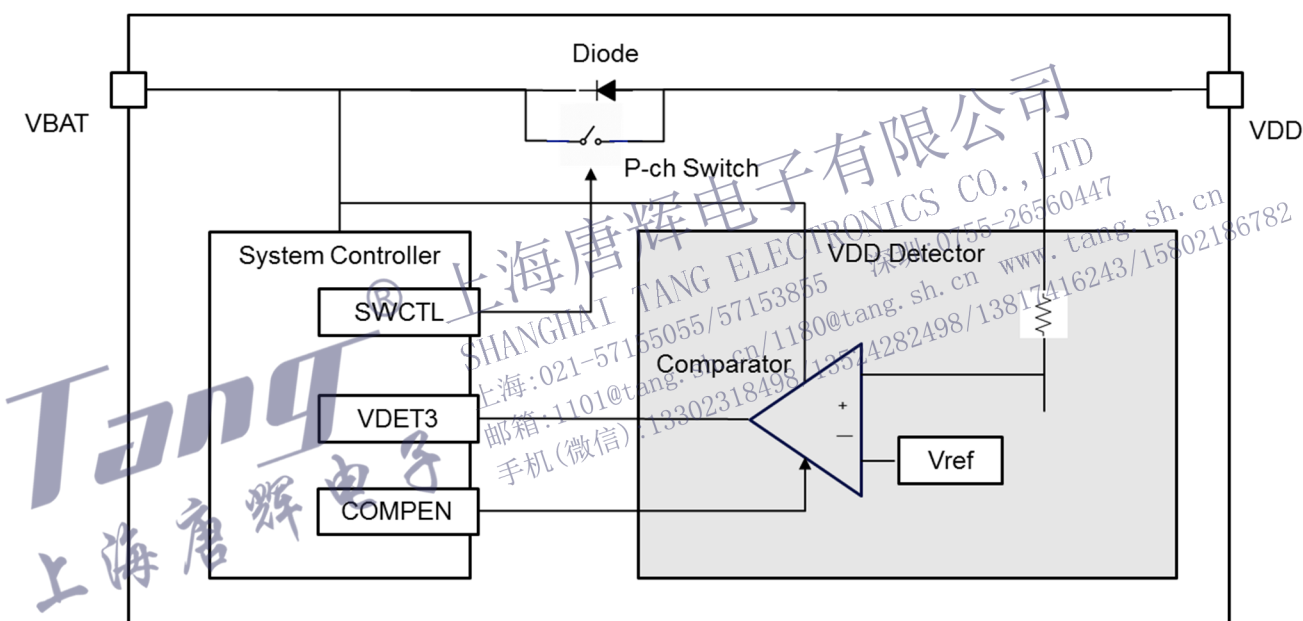 Diode
VBAT
VDD
P-ch Switch
System Controller
VDD Detector
SWCTL
Comparator
VDET3
+
—
Vref
COMPEN
Tang®
上海唐辉电子
上海唐辉电子有限公司
SHANGHAI TANG ELECTRONICS CO.,LTD
上海:021-57155055/57153855 深圳:0755-26560447
邮箱:1101@tang.sh.cn/1180@tang.sh.cn www.tang.sh.cn
手机(微信):13302318498/13524282498/13817416243/15802186782